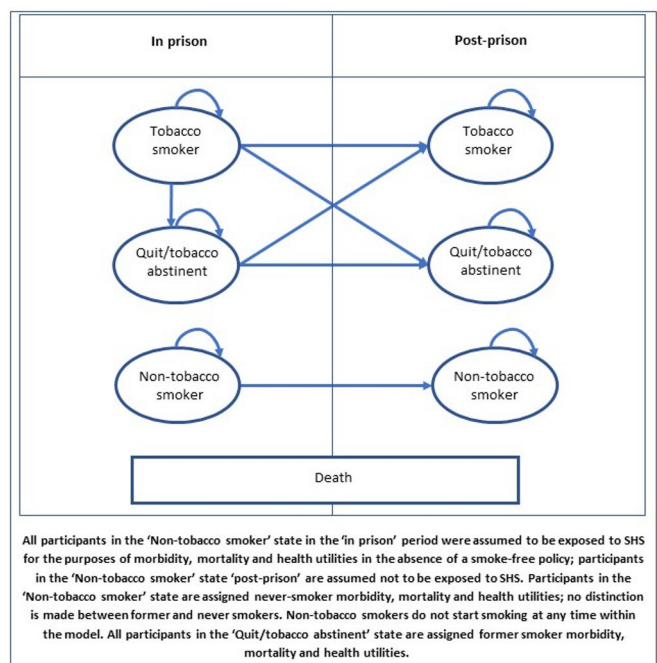 In prison
Post-prison
Tobacco
smoker
Tobacco
smoker
Quit/tobacco
abstinent
Quit/tobacco
abstinent
Non-tobacco
smoker
Non-tobacco
smoker
Death
All participants in the ‘Non-tobacco smoker’ state in the ‘in prison’ period were assumed to be exposed to SHS
for the purposes of morbidity, mortality and health utilities in the absence of a smoke-free policy; participants
in the ‘Non-tobacco smoker’ state ‘post-prison’ are assumed not to be exposed to SHS. Participants in the
‘Non-tobacco smoker’ state are assigned never-smoker morbidity, mortality and health utilities; no distinction
is made between former and never smokers. Non-tobacco smokers do not start smoking at any time within
the model. All participants in the ‘Quit/tobacco abstinent’ state are assigned former smoker morbidity,
mortality and health utilities.